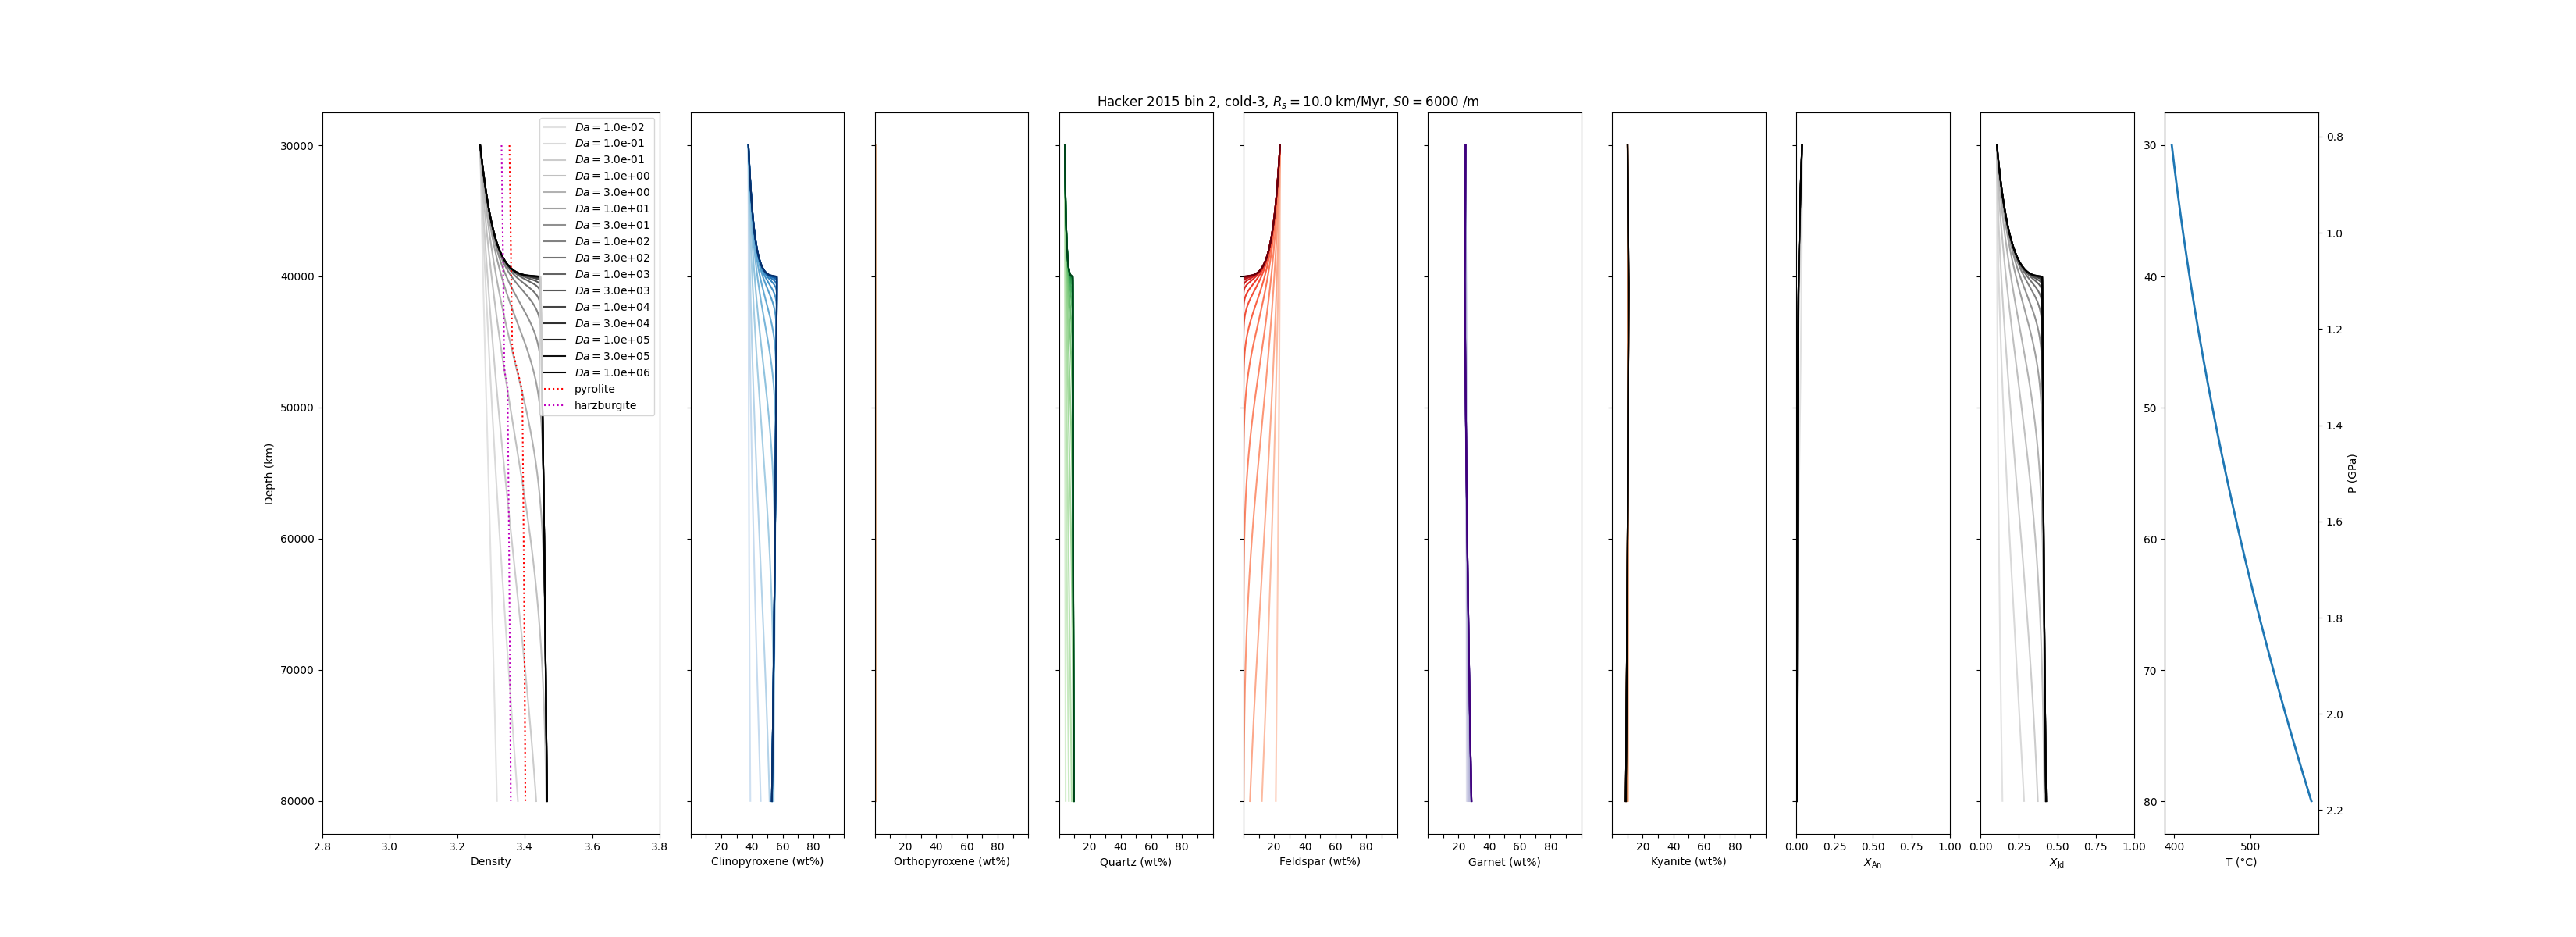 Hacker 2015 bin 2, cold-3, Rs = 10.0 km/Myr, S0 = 6000 /m
Da = 1.0e-02
Da = 1.0e-01
Da = 3.0e-01
Da = 1.0e+00
Da = 3.0e+00
Da = 1.0e+01
Da = 3.0e+01
Da = 1.0e+02
Da = 3.0e+02
Da = 1.0e+03
Da = 3.0e+03
Da = 1.0e+04
Da = 3.0e+04
Da = 1.0e+05
Da = 3.0e+05
Da = 1.0e+06
pyrolite
harzburgite
Depth (km)
30000
40000
50000
60000
70000
80000
2.8 3.0 3.2 3.4 3.6 3.8
Density
20 40 60 80
Clinopyroxene (wt%)
20 40 60 80
Orthopyroxene (wt%)
20 40 60 80
Quartz (wt%)
20 40 60 80
Feldspar (wt%)
20 40 60 80
Garnet (wt%)
20 40 60 80
Kyanite (wt%)
0.00 0.25 0.50 0.75 1.00
XAn
0.00 0.25 0.50 0.75 1.00
XJd
30
40
50
60
70
80
400 500
T (°C)
0.8
1.0
1.2
1.4
1.6
1.8
2.0
2.2
P (GPa)